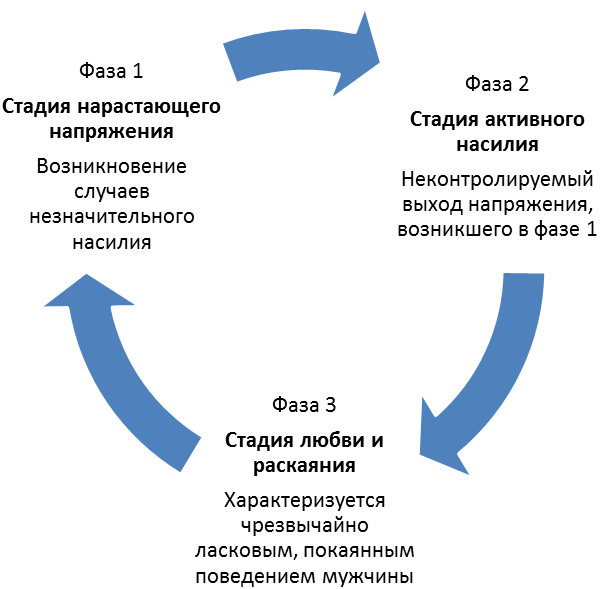 Фаза 1
Стадия нарастающего
напряжения
Возникновение
случаев
незначительного
насилия
Фаза 2
Стадия активного
насилия
Неконтролируемый
выход напряжения,
возникшего в фазе 1
Фаза 3
Стадия любви и
раскаяния
Характеризуется
чрезвычайно
ласковым, покаянным
поведением мужчины